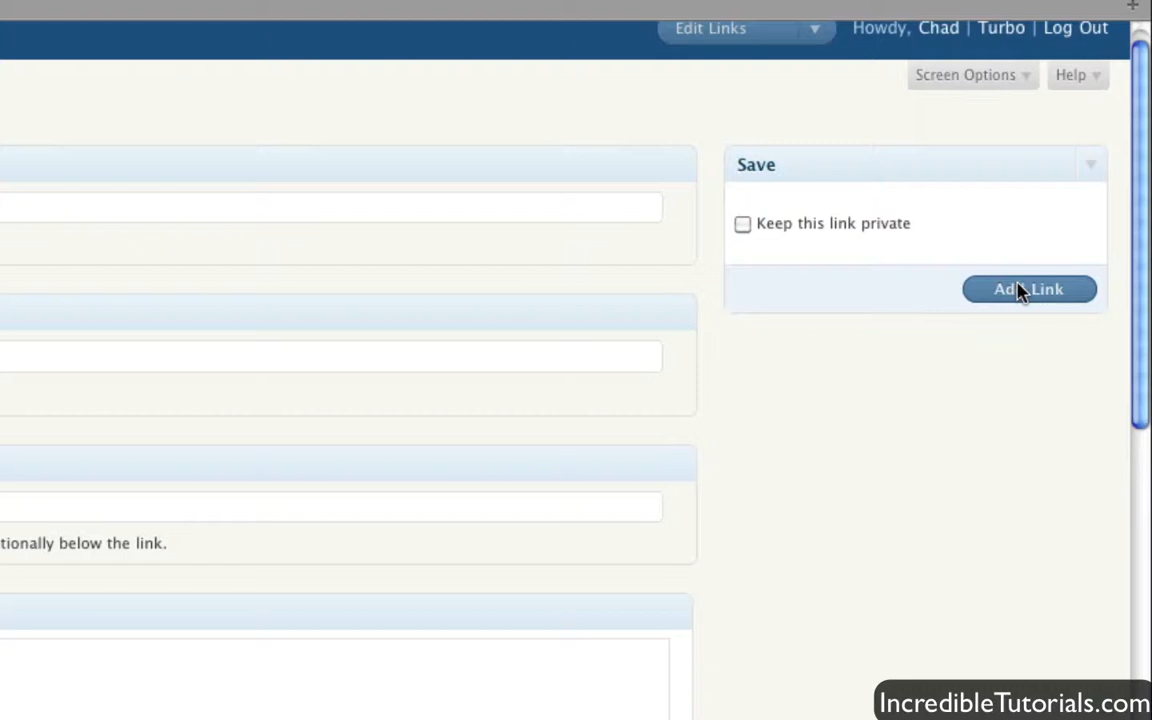 Edit Links
Howdy, Chad | Turbo | Log Out
Screen Options
Help
Save
Keep this link private
Add Link
tionally below the link.
IncredibleTutorials.com